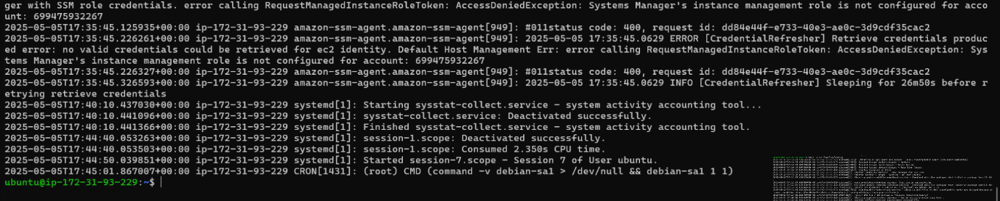 ger with SSM role credentials. error calling RequestManagedInstanceRoleToken: AccessDeniedException: Systems Manager's instance management role is not configured for acco
unt: 699475932267
2025-05-05T17:35:45.125935+00:00 ip-172-31-93-229 amazon-ssm-agent.amazon-ssm-agent[949]: #011status code: 400, request id: dd84e44f-e733-40e3-ae0c-3d9cdf35cac2
2025-05-05T17:35:45.226261+00:00 ip-172-31-93-229 amazon-ssm-agent.amazon-ssm-agent[949]: 2025-05-05 17:35:45.0629 ERROR [CredentialRefresher] Retrieve credentials produc
ed error: no valid credentials could be retrieved for ec2 identity. Default Host Management Err: error calling RequestManagedInstanceRoleToken: AccessDeniedException: Sys
tems Manager's instance management role is not configured for account: 699475932267
2025-05-05T17:35:45.226327+00:00 ip-172-31-93-229 amazon-ssm-agent.amazon-ssm-agent[949]: #011status code: 400, request id: dd84e44f-e733-40e3-ae0c-3d9cdf35cac2
2025-05-05T17:35:45.326593+00:00 ip-172-31-93-229 amazon-ssm-agent.amazon-ssm-agent[949]: 2025-05-05 17:35:45.0629 INFO [CredentialRefresher] Sleeping for 26m50s before r
etrying retrieve credentials
2025-05-05T17:40:10.437030+00:00 ip-172-31-93-229 systemd[1]: Starting sysstat-collect.service - system activity accounting tool...
2025-05-05T17:40:10.441096+00:00 ip-172-31-93-229 systemd[1]: sysstat-collect.service: Deactivated successfully.
2025-05-05T17:40:10.441366+00:00 ip-172-31-93-229 systemd[1]: Finished sysstat-collect.service - system activity accounting tool.
2025-05-05T17:44:40.053263+00:00 ip-172-31-93-229 systemd[1]: session-1.scope: Deactivated successfully.
2025-05-05T17:44:40.053503+00:00 ip-172-31-93-229 systemd[1]: session-1.scope: Consumed 2.350s CPU time.
2025-05-05T17:44:50.039851+00:00 ip-172-31-93-229 systemd[1]: Started session-7.scope - Session 7 of User ubuntu.
2025-05-05T17:45:01.867007+00:00 ip-172-31-93-229 CRON[1431]: (root) CMD (command -v debian-sa1 > /dev/null && debian-sa1 1 1)
ubuntu@ip-172-31-93-229:~$